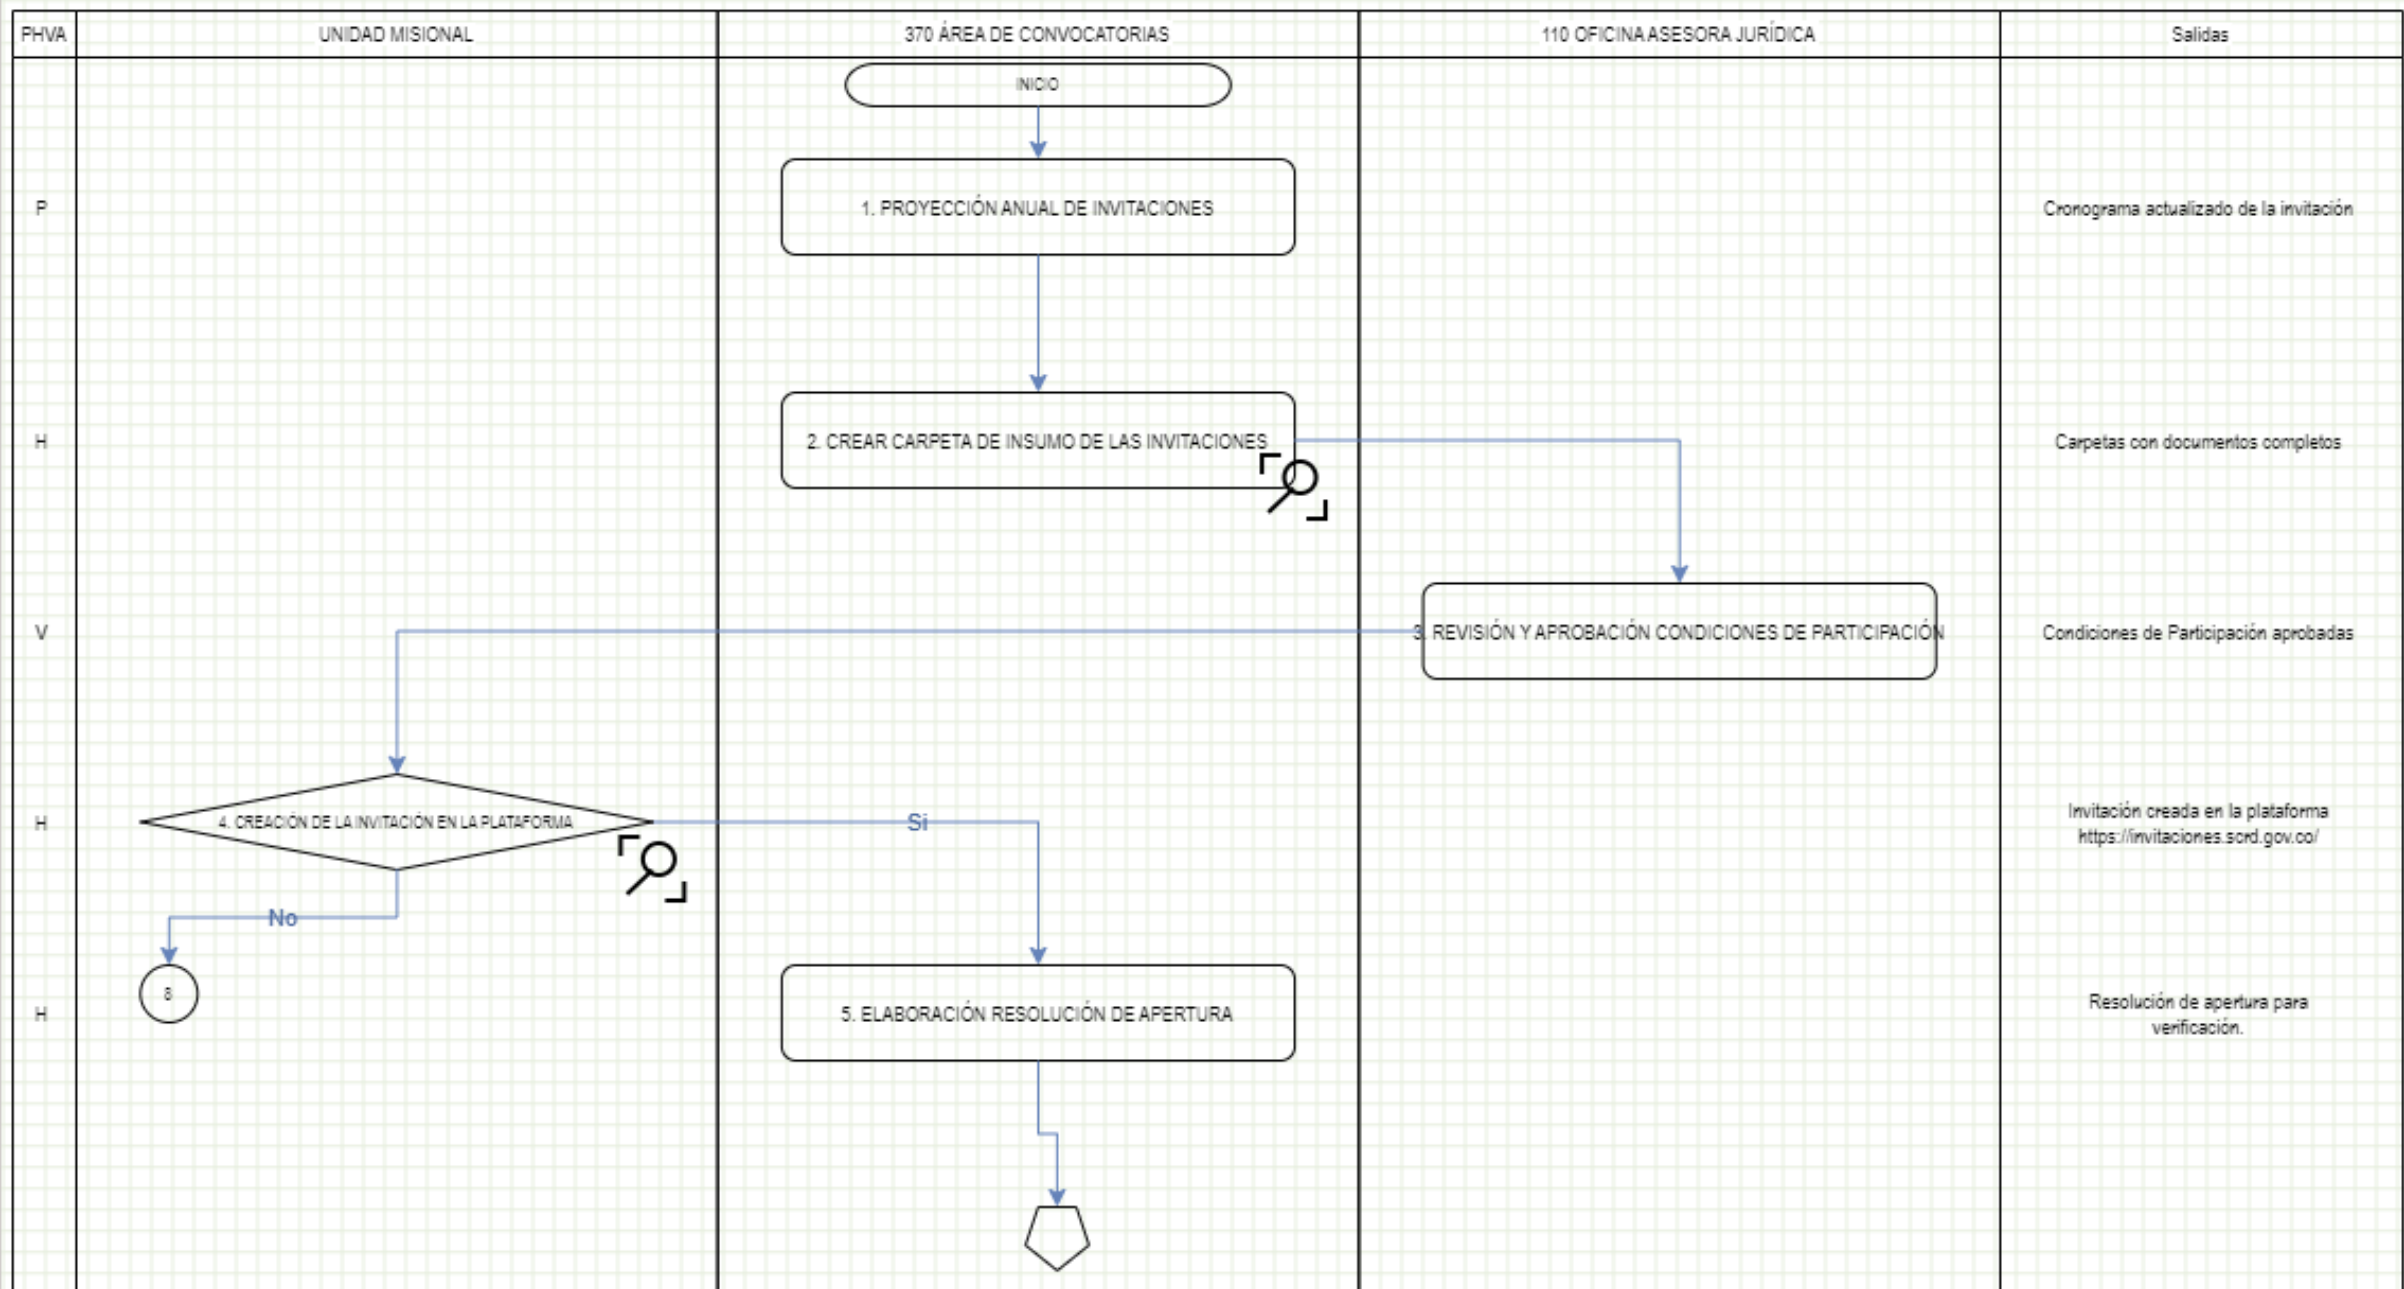 PHVA
UNIDAD MISIONAL
370 ÁREA DE CONVOCATORIAS
110 OFICINA ASESORA JURÍDICA
Salidas
INICIO
P
1. PROYECCIÓN ANUAL DE INVITACIONES
Cronograma actualizado de la invitación
H
2. CREAR CARPETA DE INSUMO DE LAS INVITACIONES
Carpetas con documentos completos
V
3. REVISIÓN Y APROBACIÓN CONDICIONES DE PARTICIPACIÓN
Condiciones de Participación aprobadas
H
4. CREACIÓN DE LA INVITACIÓN EN LA PLATAFORMA
Si
Invitación creada en la plataforma
https://invitaciones.scrd.gov.co/
No
8
H
5. ELABORACIÓN RESOLUCIÓN DE APERTURA
Resolución de apertura para
verificación.